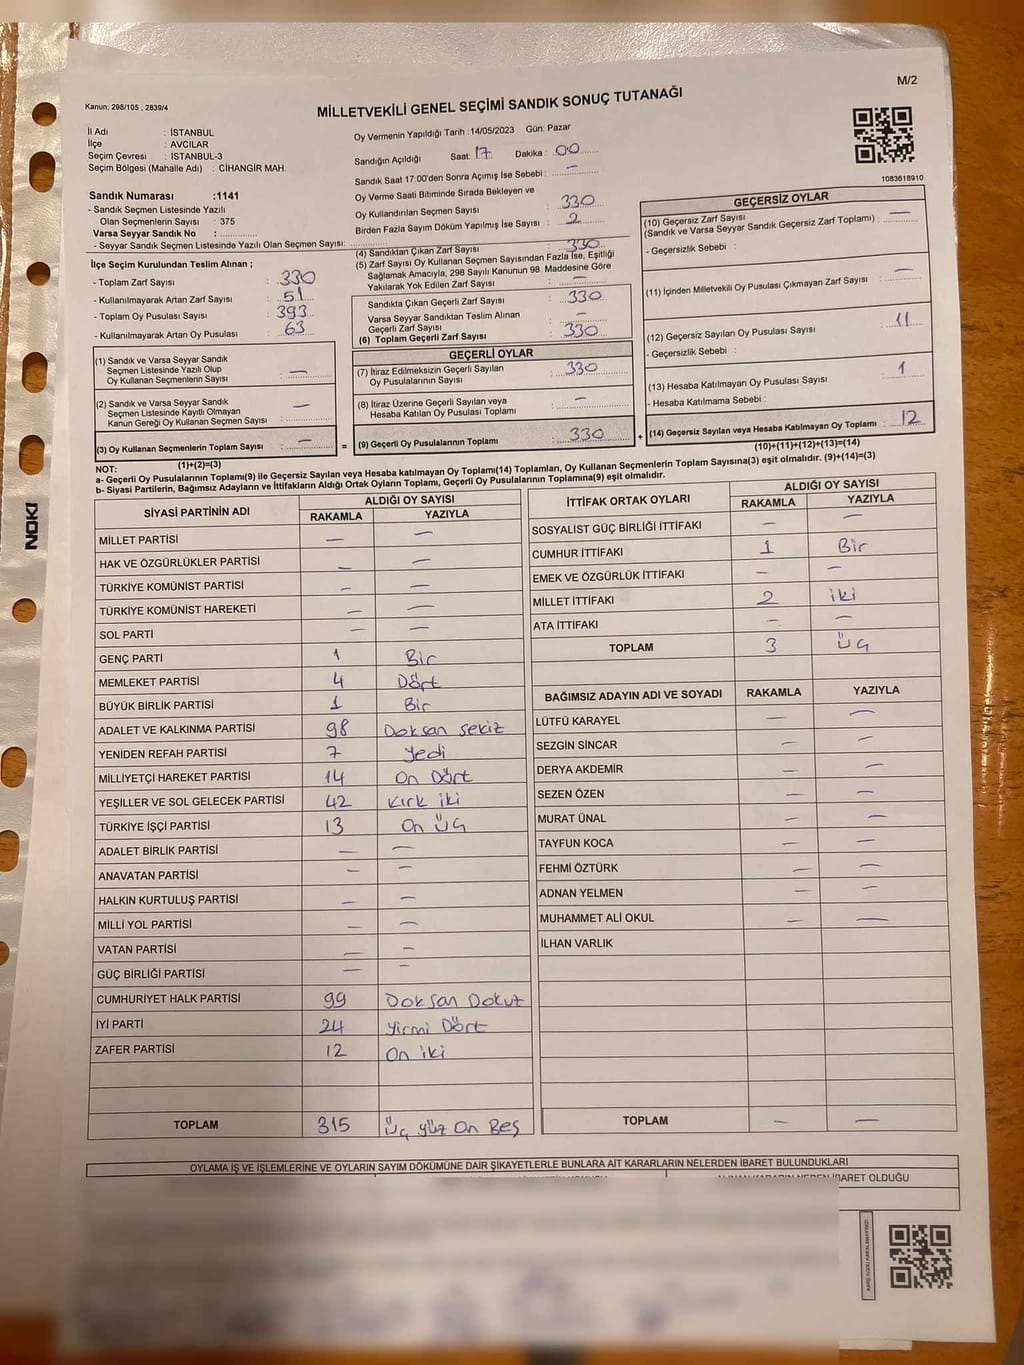 M/2
Kanun; 298/105 , 2839/4
MİLLETVEKİLİ GENEL SEÇİMİ SANDIK SONUÇ TUTANAĞI
İl Adı : İSTANBUL
İlçe : AVCILAR
Seçim Çevresi : İSTANBUL-3
Seçim Bölgesi (Mahalle Adı) : CİHANGİR MAH.
Oy Vermenin Yapıldığı Tarih : 14/05/2023 Gün: Pazar
Sandığın Açıldığı Saat: 17 Dakika : 00
Sandık Saat 17:00'den Sonra Açımış İse Sebebi : —
Oy Verme Saati Bitiminde Sırada Bekleyen ve
Oy Kullandırılan Seçmen Sayısı : 330
Birden Fazla Sayım Döküm Yapılmış İse Sayısı : 2
1083618910
Sandık Numarası :1141
- Sandık Seçmen Listesinde Yazılı
Olan Seçmenlerin Sayısı : 375
Varsa Seyyar Sandık No :
- Seyyar Sandık Seçmen Listesinde Yazılı Olan Seçmen Sayısı:
İlçe Seçim Kurulundan Teslim Alınan ;
- Toplam Zarf Sayısı : 330
- Kullanılmayarak Artan Zarf Sayısı : 51
- Toplam Oy Pusulası Sayısı : 393
- Kullanılmayarak Artan Oy Pusulası : 63
(1) Sandık ve Varsa Seyyar Sandık
Seçmen Listesinde Yazılı Olup
Oy Kullanan Seçmenlerin Sayısı : —
(2) Sandık ve Varsa Seyyar Sandık
Seçmen Listesinde Kayıtlı Olmayan
Kanun Gereği Oy Kullanan Seçmen Sayısı : —
(3) Oy Kullanan Seçmenlerin Toplam Sayısı : —
(1)+(2)=(3)
(4) Sandıktan Çıkan Zarf Sayısı : 330
(5) Zarf Sayısı Oy Kullanan Seçmen Sayısından Fazla İse, Eşitliği
Sağlamak Amacıyla, 298 Sayılı Kanunun 98. Maddesine Göre
Yakılarak Yok Edilen Zarf Sayısı : —
Sandıkta Çıkan Geçerli Zarf Sayısı : 330
Varsa Seyyar Sandıktan Teslim Alınan
Geçerli Zarf Sayısı : —
(6) Toplam Geçerli Zarf Sayısı : 330
GEÇERLİ OYLAR
(7) İtiraz Edilmeksizin Geçerli Sayılan
Oy Pusulalarının Sayısı : 330
(8) İtiraz Üzerine Geçerli Sayılan veya
Hesaba Katılan Oy Pusulası Toplamı : —
= (9) Geçerli Oy Pusulalarının Toplamı : 330
GEÇERSİZ OYLAR
(10) Geçersiz Zarf Sayısı
(Sandık ve Varsa Seyyar Sandık Geçersiz Zarf Toplamı) : —
- Geçersizlik Sebebi :
(11) İçinden Milletvekili Oy Pusulası Çıkmayan Zarf Sayısı : —
(12) Geçersiz Sayılan Oy Pusulası Sayısı : 11
- Geçersizlik Sebebi :
(13) Hesaba Katılmayan Oy Pusulası Sayısı : 1
- Hesaba Katılmama Sebebi :
+ (14) Geçersiz Sayılan veya Hesaba Katılmayan Oy Toplamı : 12
(10)+(11)+(12)+(13)=(14)
NOT:
a- Geçerli Oy Pusulalarının Toplamı(9) ile Geçersiz Sayılan veya Hesaba katılmayan Oy Toplamı(14) Toplamları, Oy Kullanan Seçmenlerin Toplam Sayısına(3) eşit olmalıdır. (9)+(14)=(3)
b- Siyasi Partilerin, Bağımsız Adayların ve İttifakların Aldığı Ortak Oyların Toplamı, Geçerli Oy Pusulalarının Toplamına(9) eşit olmalıdır.
SİYASİ PARTİNİN ADI ALDIĞI OY SAYISI
RAKAMLA YAZIYLA
MİLLET PARTİSİ — —
HAK VE ÖZGÜRLÜKLER PARTİSİ — —
TÜRKİYE KOMÜNİST PARTİSİ — —
TÜRKİYE KOMÜNİST HAREKETİ — —
SOL PARTİ — —
GENÇ PARTİ 1 Bir
MEMLEKET PARTİSİ 4 Dört
BÜYÜK BİRLİK PARTİSİ 1 Bir
ADALET VE KALKINMA PARTİSİ 98 Doksan sekiz
YENİDEN REFAH PARTİSİ 7 Yedi
MİLLİYETÇİ HAREKET PARTİSİ 14 On Dört
YEŞİLLER VE SOL GELECEK PARTİSİ 42 Kırk iki
TÜRKİYE İŞÇİ PARTİSİ 13 On üç
ADALET BİRLİK PARTİSİ — —
ANAVATAN PARTİSİ — —
HALKIN KURTULUŞ PARTİSİ — —
MİLLİ YOL PARTİSİ — —
VATAN PARTİSİ — —
GÜÇ BİRLİĞİ PARTİSİ — —
CUMHURİYET HALK PARTİSİ 99 Doksan Dokuz
İYİ PARTİ 24 Yirmi Dört
ZAFER PARTİSİ 12 On iki
TOPLAM 315 Üç yüz On Beş
İTTİFAK ORTAK OYLARI ALDIĞI OY SAYISI
RAKAMLA YAZIYLA
SOSYALİST GÜÇ BİRLİĞİ İTTİFAKI — —
CUMHUR İTTİFAKI 1 Bir
EMEK VE ÖZGÜRLÜK İTTİFAKI — —
MİLLET İTTİFAKI 2 iki
ATA İTTİFAKI — —
TOPLAM 3 Üç
BAĞIMSIZ ADAYIN ADI VE SOYADI RAKAMLA YAZIYLA
LÜTFÜ KARAYEL — —
SEZGİN SİNCAR — —
DERYA AKDEMİR — —
SEZEN ÖZEN — —
MURAT ÜNAL — —
TAYFUN KOCA — —
FEHMİ ÖZTÜRK — —
ADNAN YELMEN — —
MUHAMMET ALİ OKUL — —
İLHAN VARLIK
TOPLAM — —
OYLAMA İŞ VE İŞLEMLERİNE VE OYLARIN SAYIM DÖKÜMÜNE DAİR ŞİKAYETLERLE BUNLARA AİT KARARLARIN NELERDEN İBARET BULUNDUKLARI
İBARET OLDUĞU
NOKI